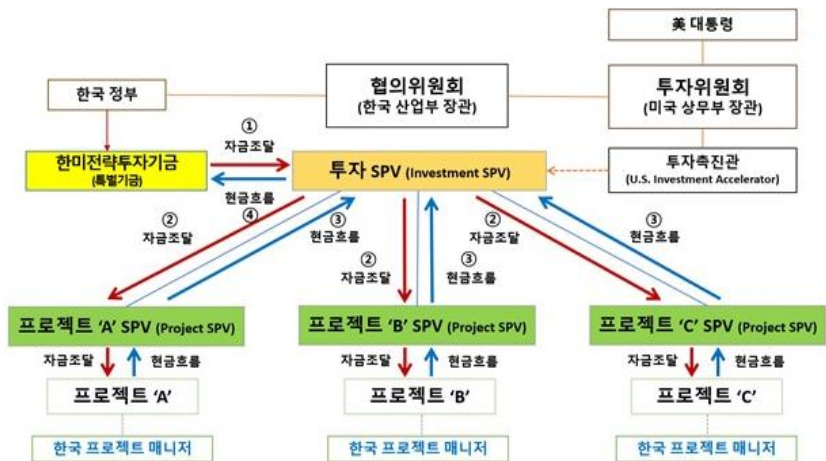 美 대통령
한국 정부
협의위원회
(한국 산업부 장관)
투자위원회
(미국 상무부 장관)
①
자금조달
한미전략투자기금
(특별기금)
투자 SPV (Investment SPV)
투자촉진관
(U.S. Investment Accelerator)
현금흐름
④
②
자금조달
③
현금흐름
②
자금조달
③
현금흐름
②
자금조달
③
현금흐름
프로젝트 ‘A’ SPV (Project SPV)
프로젝트 ‘B’ SPV (Project SPV)
프로젝트 ‘C’ SPV (Project SPV)
자금조달
현금흐름
자금조달
현금흐름
자금조달
현금흐름
프로젝트 ‘A’
프로젝트 ‘B’
프로젝트 ‘C’
한국 프로젝트 매니저
한국 프로젝트 매니저
한국 프로젝트 매니저